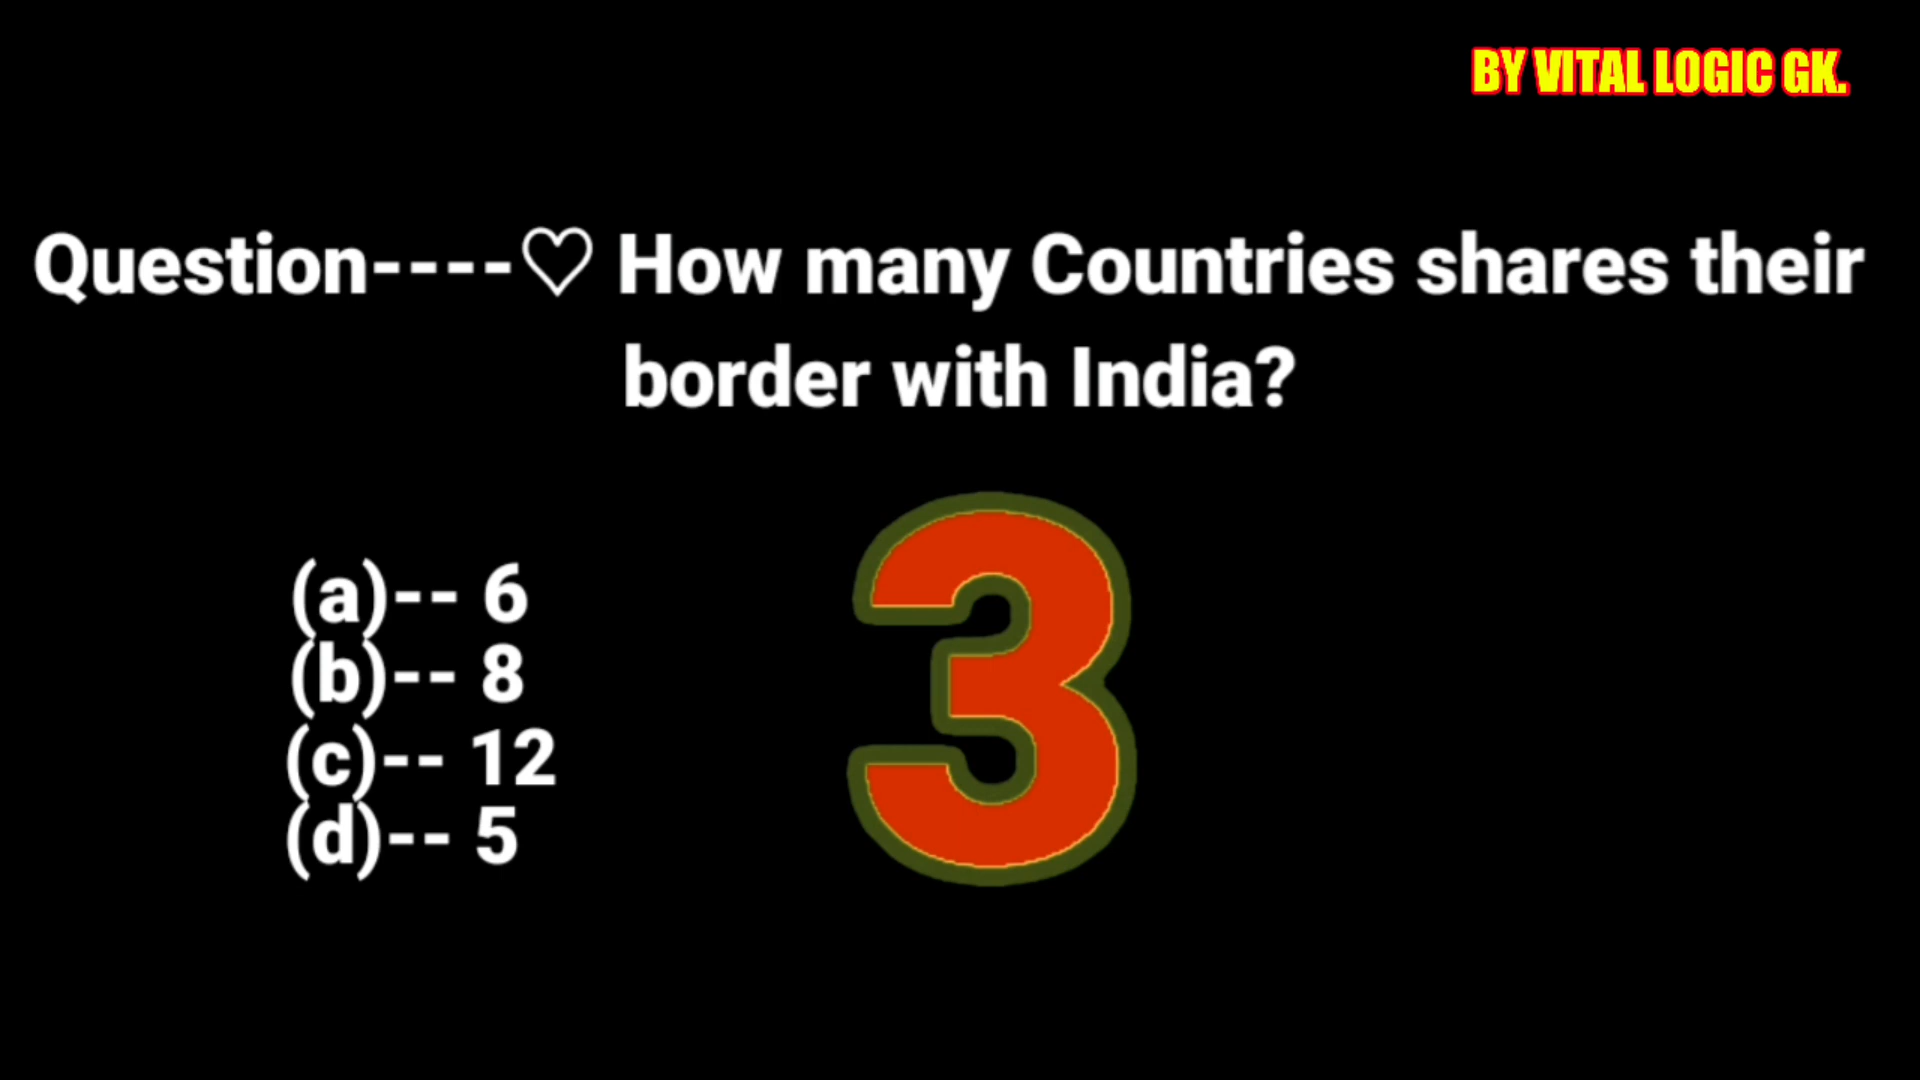 BY VITAL LOGIC GK.
Question----♡ How many Countries shares their
border with India?
(a)-- 6
(b)-- 8
(c)-- 12
(d)-- 5
3